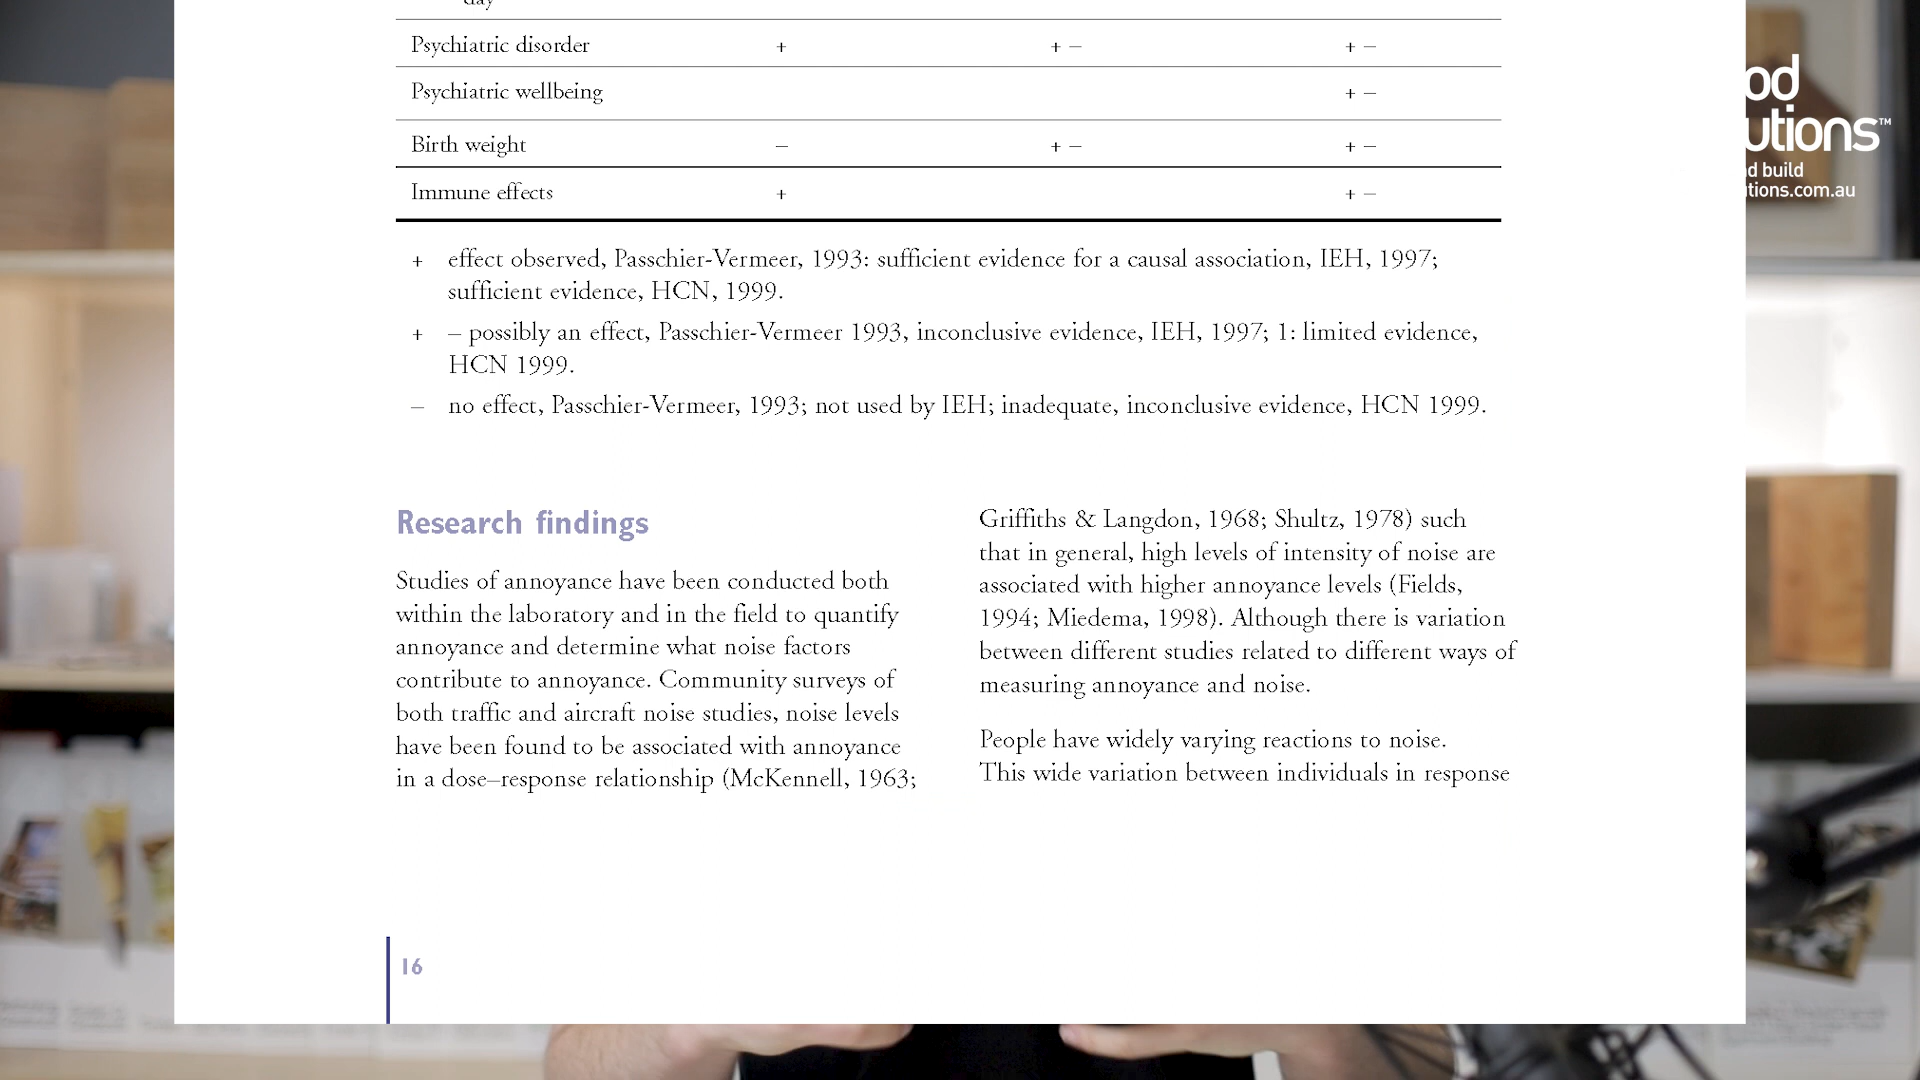 day
Psychiatric disorder + + – + –
Psychiatric wellbeing + –
Birth weight – + – + –
Immune effects + + –
+ effect observed, Passchier-Vermeer, 1993: sufficient evidence for a causal association, IEH, 1997;
sufficient evidence, HCN, 1999.
+ – possibly an effect, Passchier-Vermeer 1993, inconclusive evidence, IEH, 1997; 1: limited evidence,
HCN 1999.
– no effect, Passchier-Vermeer, 1993; not used by IEH; inadequate, inconclusive evidence, HCN 1999.
Research findings
Studies of annoyance have been conducted both
within the laboratory and in the field to quantify
annoyance and determine what noise factors
contribute to annoyance. Community surveys of
both traffic and aircraft noise studies, noise levels
have been found to be associated with annoyance
in a dose–response relationship (McKennell, 1963;
Griffiths & Langdon, 1968; Shultz, 1978) such
that in general, high levels of intensity of noise are
associated with higher annoyance levels (Fields,
1994; Miedema, 1998). Although there is variation
between different studies related to different ways of
measuring annoyance and noise.
People have widely varying reactions to noise.
This wide variation between individuals in response
16
od
utions™
d build
tions.com.au